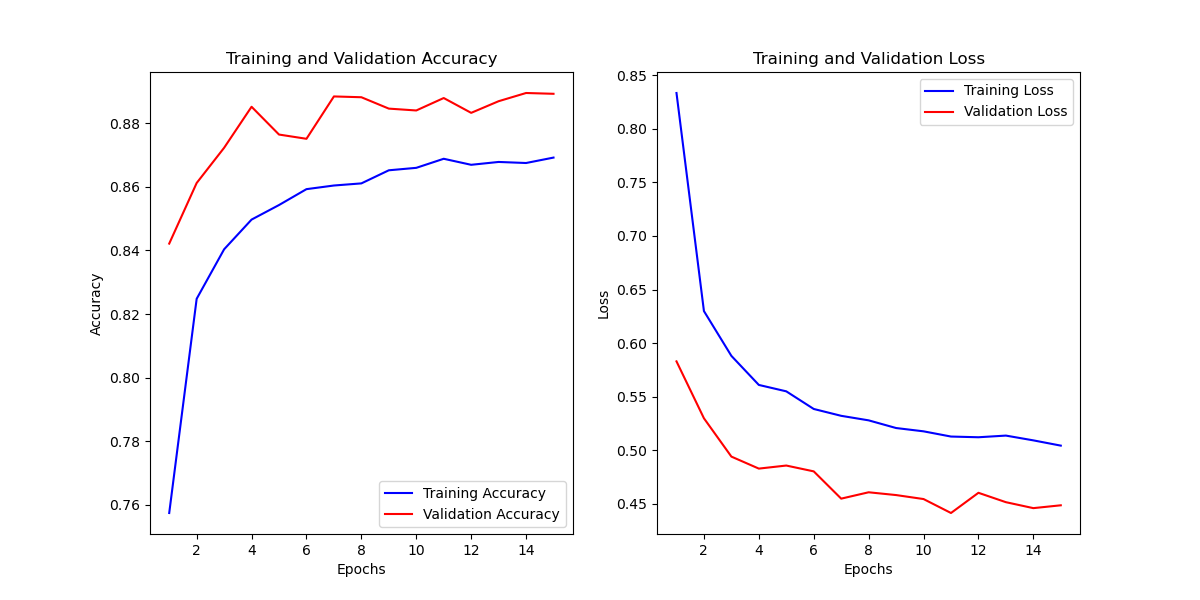 Training and Validation Accuracy
0.88
0.86
0.84
0.82
0.80
0.78
0.76
Accuracy
2 4 6 8 10 12 14
Epochs
Training Accuracy
Validation Accuracy
Training and Validation Loss
0.85
0.80
0.75
0.70
0.65
0.60
0.55
0.50
0.45
Loss
2 4 6 8 10 12 14
Epochs
Training Loss
Validation Loss